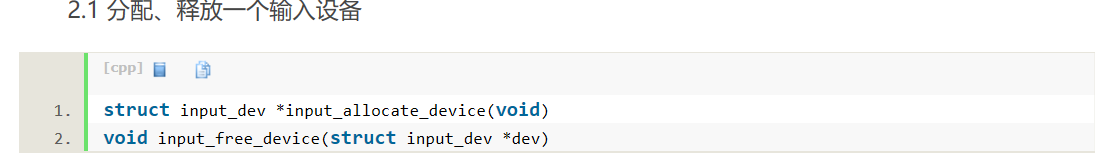 2.1 分配、释放一个输入设备
[cpp]
1. struct input_dev *input_allocate_device(void)
2. void input_free_device(struct input_dev *dev)